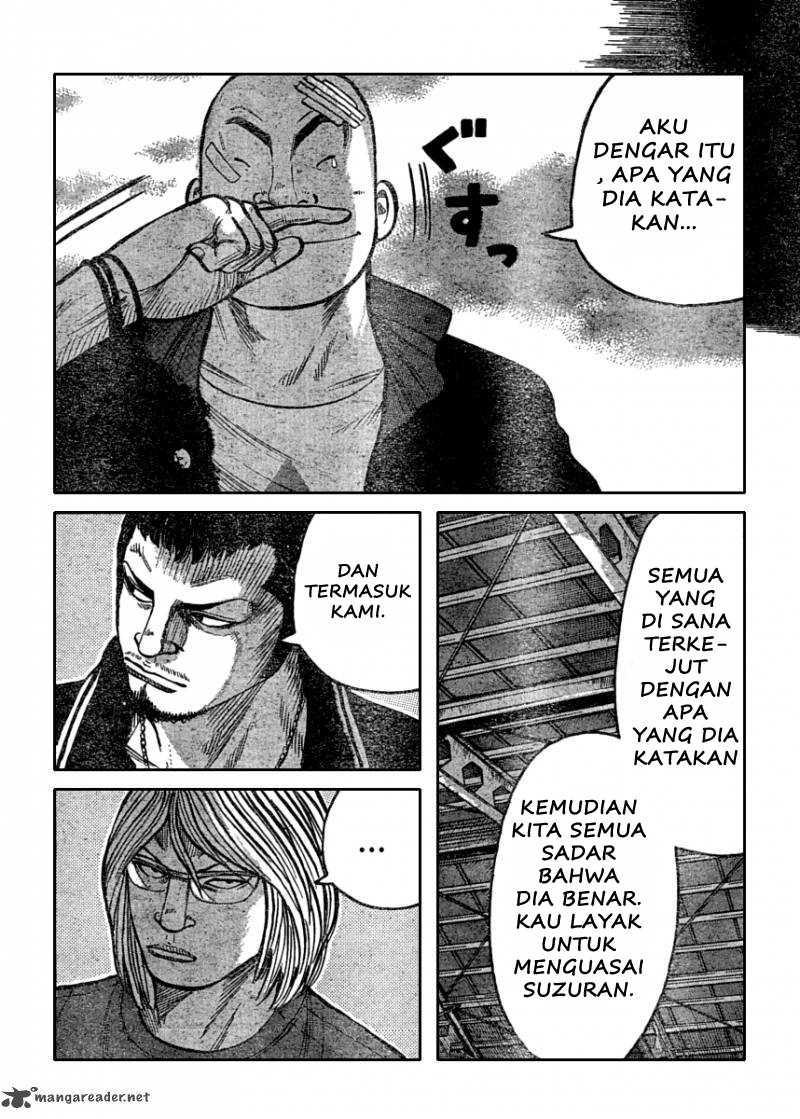 AKU
DENGAR ITU
, APA YANG
DIA KATA-
KAN...
ぐすっ
SEMUA
YANG
DI SANA
TERKE-
JUT
DENGAN
APA
YANG DIA
KATAKAN
KEMUDIAN
KITA SEMUA
SADAR
BAHWA
DIA BENAR.
KAU LAYAK
UNTUK
MENGUASAI
SUZURAN.
DAN
TERMASUK
KAMI.
...
mangareader.net